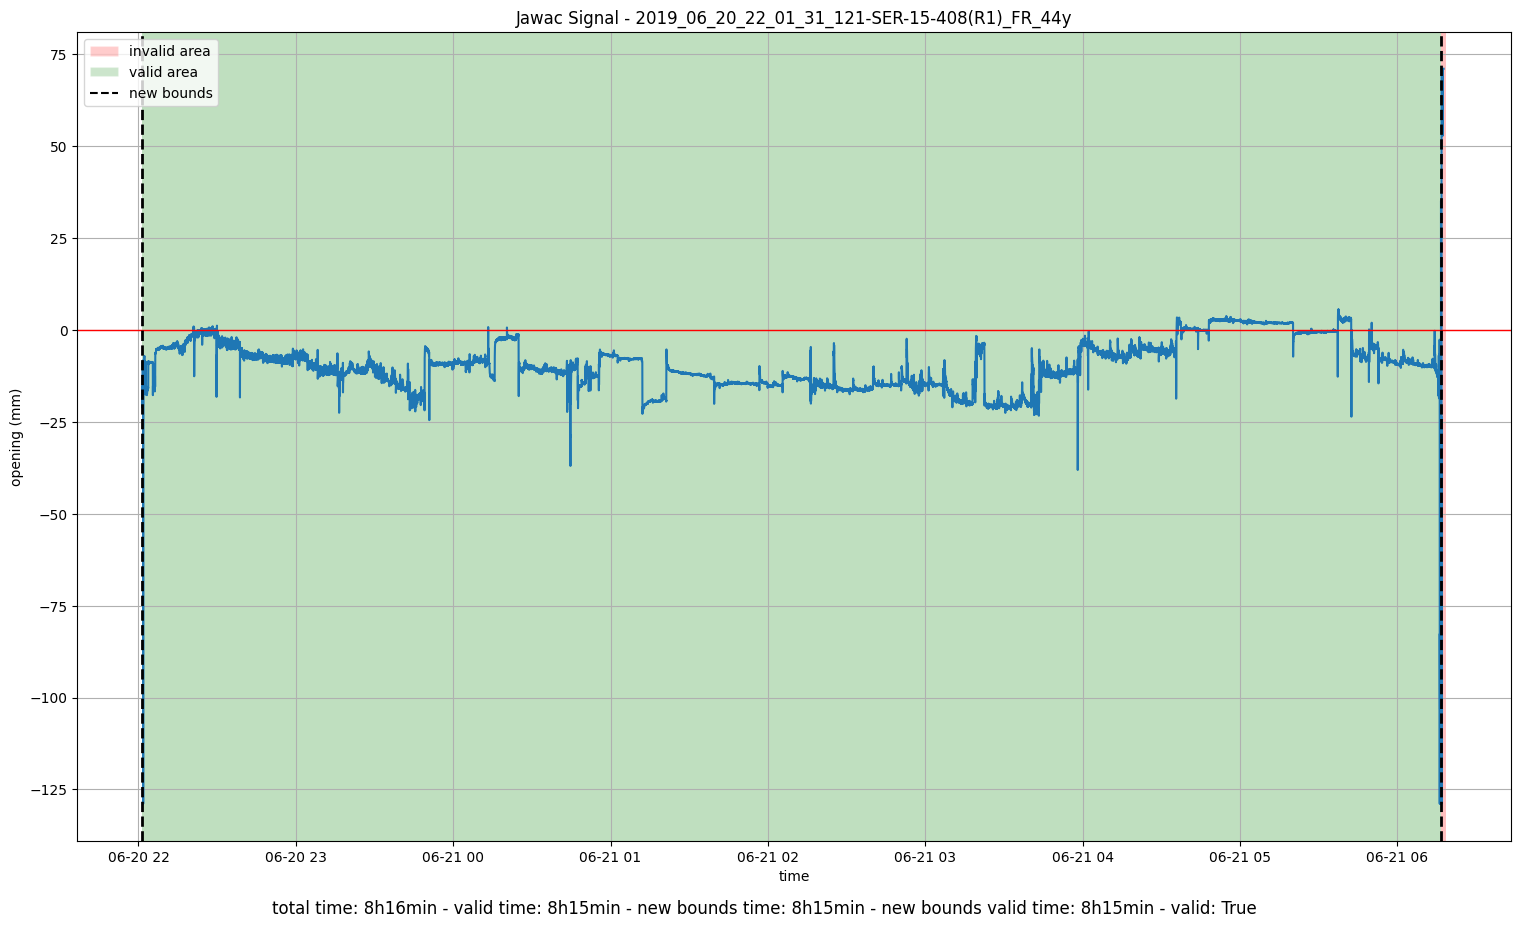 Jawac Signal - 2019_06_20_22_01_31_121-SER-15-408(R1)_FR_44y
invalid area
valid area
new bounds
75
50
25
0
−25
−50
−75
−100
−125
opening (mm)
06-20 22
06-20 23
06-21 00
06-21 01
06-21 02
06-21 03
06-21 04
06-21 05
06-21 06
time
total time: 8h16min - valid time: 8h15min - new bounds time: 8h15min - new bounds valid time: 8h15min - valid: True